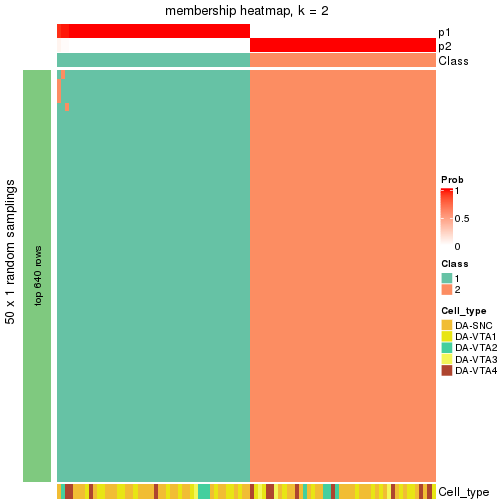 membership heatmap, k = 2
p1
p2
Class
50 x 1 random samplings
top 640 rows
Prob
1
0.5
0
Class
1
2
Cell_type
DA-SNC
DA-VTA1
DA-VTA2
DA-VTA3
DA-VTA4
Cell_type